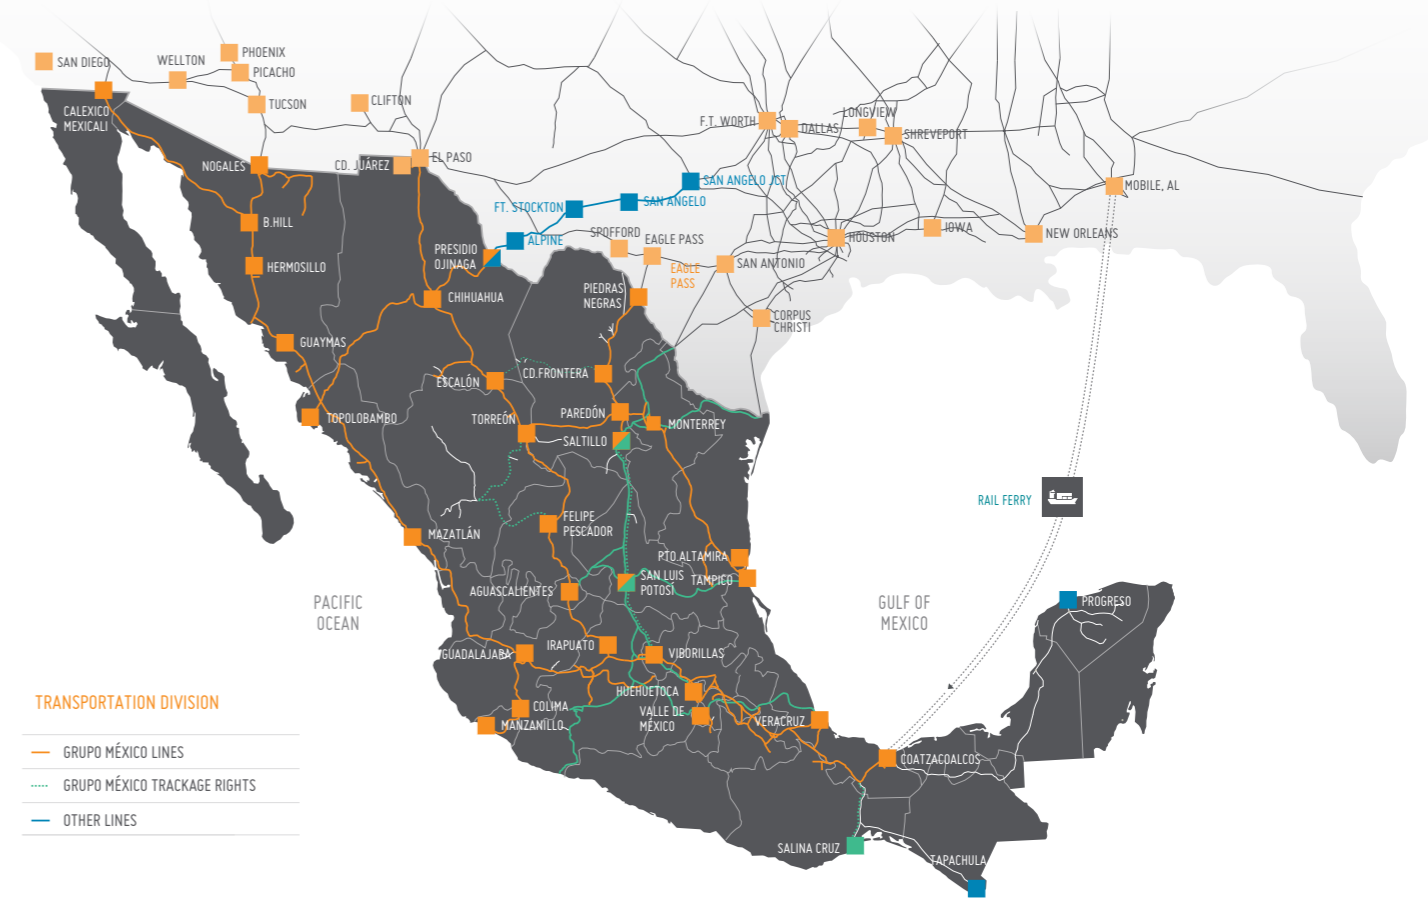 PHOENIX
WELLTON
SAN DIEGO
PICACHO
CLIFTON
TUCSON
CALEXICO
MEXICALI
LONGVIEW
F.T. WORTH
DALLAS
SHREVEPORT
NOGALES
CD. JUÁREZ
EL PASO
SAN ANGELO JCT
MOBILE, AL
FT. STOCKTON
SAN ANGELO
B.HILL
ALPINE
SPOFFORD
EAGLE PASS
HOUSTON
IOWA
NEW ORLEANS
PRESIDIO
OJINAGA
HERMOSILLO
EAGLE
PASS
SAN ANTONIO
CHIHUAHUA
PIEDRAS
NEGRAS
CORPUS
CHRISTI
GUAYMAS
ESCALÓN
CD.FRONTERA
TOPOLOBAMBO
TORREÓN
PAREDÓN
MONTERREY
SALTILLO
RAIL FERRY
MAZATLÁN
FELIPE
PESCADOR
PTO.ALTAMIRA
TAMPICO
SAN LUIS
POTOSÍ
AGUASCALIENTES
PACIFIC
OCEAN
GULF OF
MEXICO
PROGRESO
GUADALAJARA
IRAPUATO
VIBORILLAS
HUEHUETOCA
COLIMA
MANZANILLO
VALLE DE
MÉXICO
VERACRUZ
COATZACOALCOS
SALINA CRUZ
TAPACHULA
TRANSPORTATION DIVISION
GRUPO MÉXICO LINES
GRUPO MÉXICO TRACKAGE RIGHTS
OTHER LINES